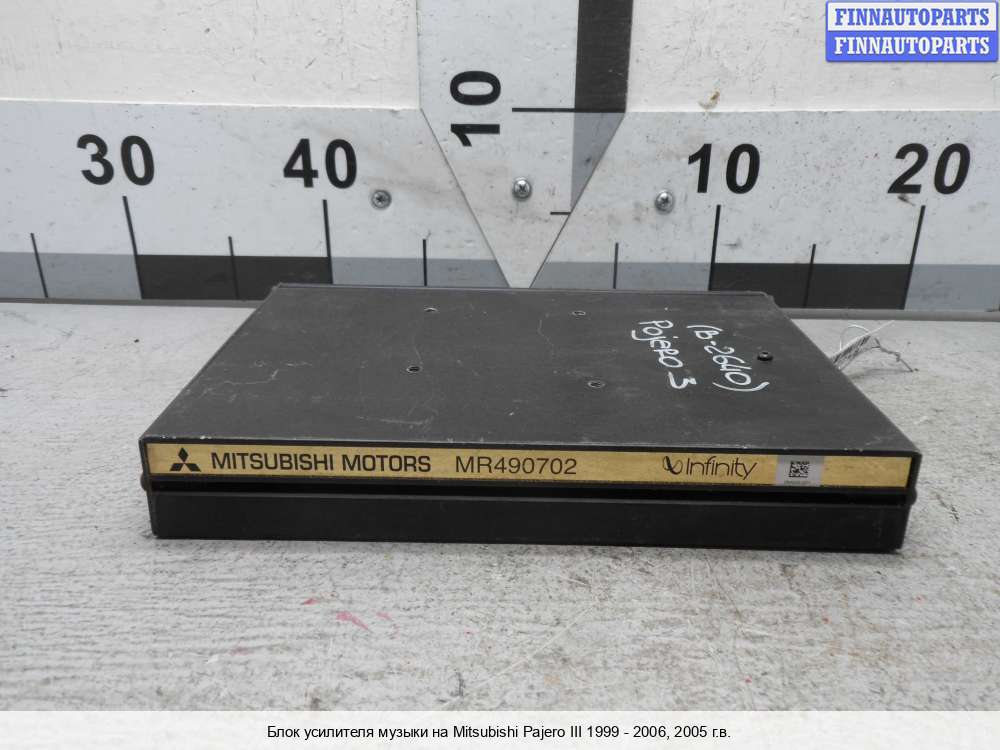 FINNAUTOPARTS
FINNAUTOPARTS
10
30
40
10
20
(B-2640)
Pajero 3
MITSUBISHI MOTORS MR490702 Infinity
Блок усилителя музыки на Mitsubishi Pajero III 1999 - 2006, 2005 г.в.